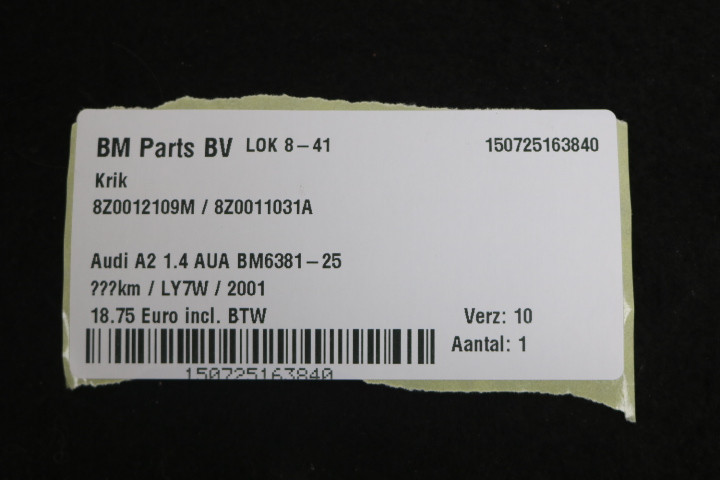 BM Parts BV LOK 8-41 150725163840
Krik
8Z0012109M / 8Z0011031A
Audi A2 1.4 AUA BM6381-25
???km / LY7W / 2001
18.75 Euro incl. BTW Verz: 10
Aantal: 1
150725163840